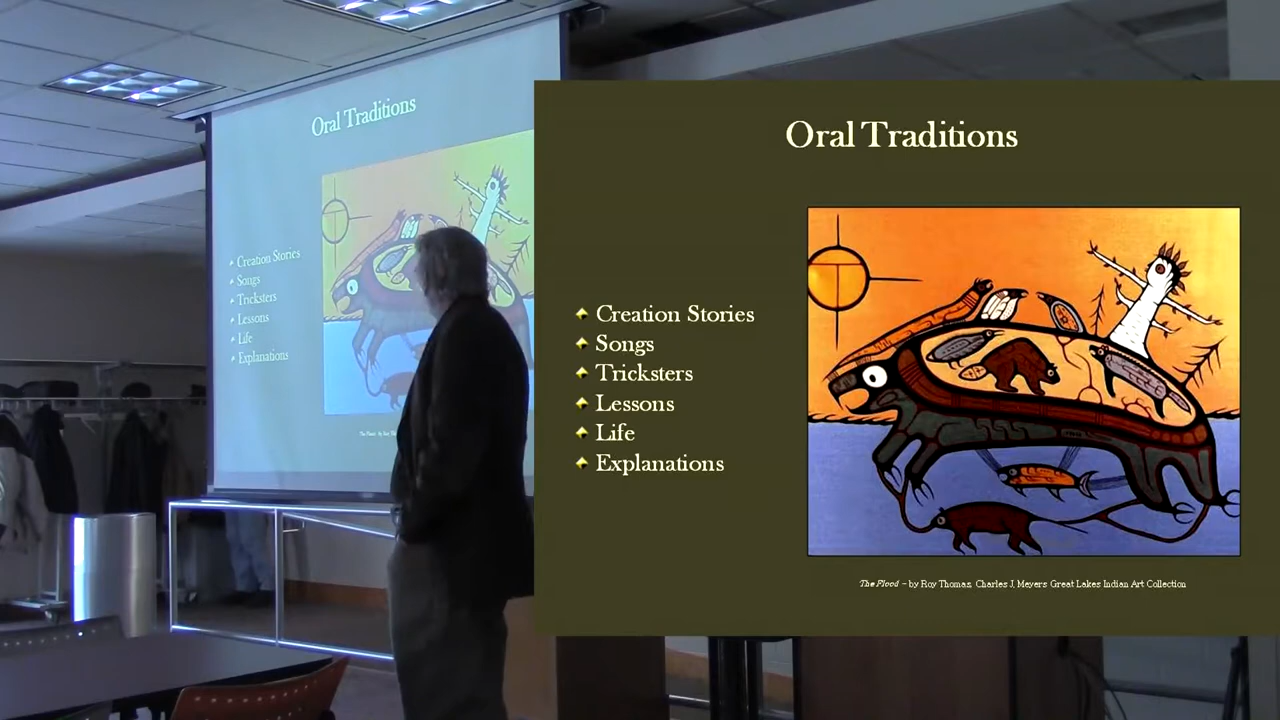 Oral Traditions
Creation Stories
Songs
Tricksters
Lessons
Life
Explanations
Oral Traditions
Creation Stories
Songs
Tricksters
Lessons
Life
Explanations
The Flood – by Roy Thomas, Charles J. Meyers Great Lakes Indian Art Collection